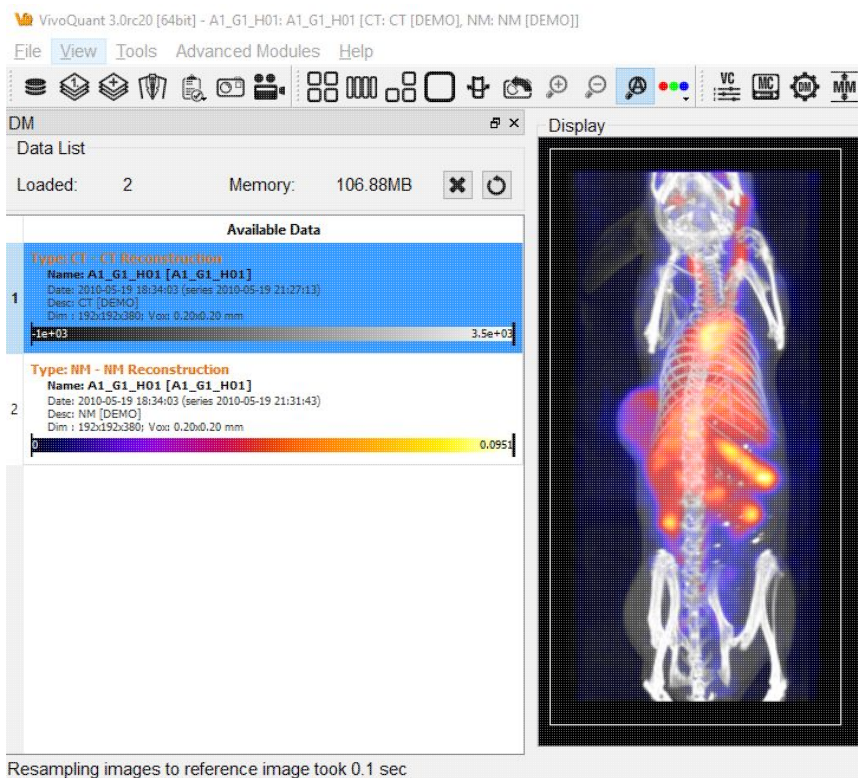 VivoQuant 3.0rc20 [64bit] - A1_G1_H01: A1_G1_H01 [CT: CT [DEMO], NM: NM [DEMO]]
File View Tools Advanced Modules Help
VC MC DM MM
DM
Display
Data List
Loaded: 2 Memory: 106.88MB
Available Data
1
Type: CT - CT Reconstruction
Name: A1_G1_H01 [A1_G1_H01]
Date: 2010-05-19 18:34:03 (series 2010-05-19 21:27:13)
Desc: CT [DEMO]
Dim : 192x192x380; Vox: 0.20x0.20 mm
-1e+03 3.5e+03
2
Type: NM - NM Reconstruction
Name: A1_G1_H01 [A1_G1_H01]
Date: 2010-05-19 18:34:03 (series 2010-05-19 21:31:43)
Desc: NM [DEMO]
Dim : 192x192x380; Vox: 0.20x0.20 mm
0 0.0951
Resampling images to reference image took 0.1 sec